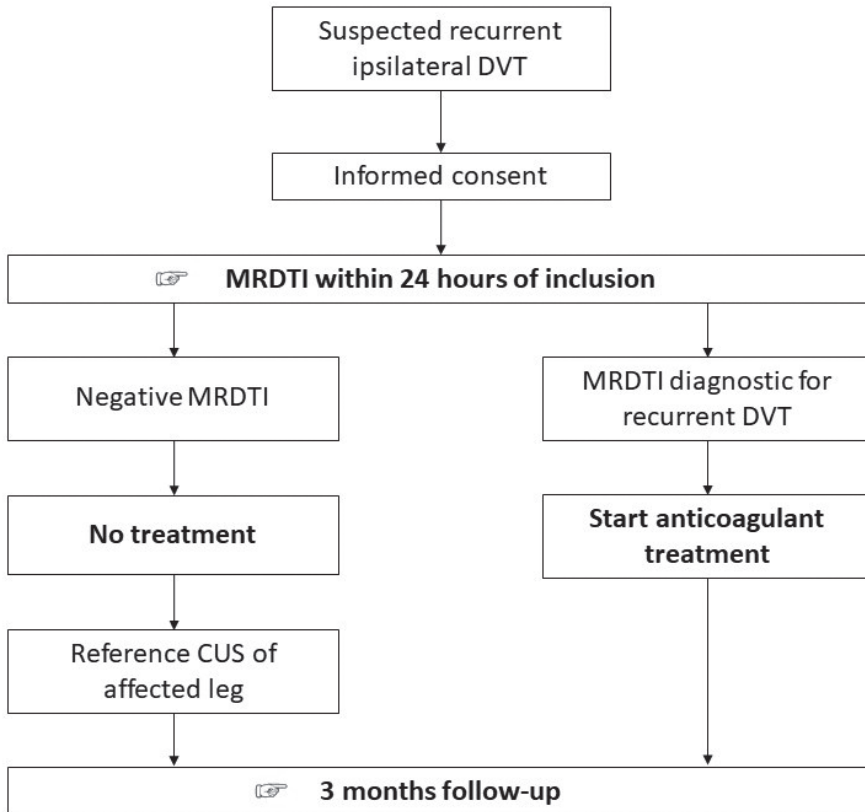 Suspected recurrent
ipsilateral DVT
Informed consent
☞ MRDTI within 24 hours of inclusion
Negative MRDTI
MRDTI diagnostic for
recurrent DVT
No treatment
Start anticoagulant
treatment
Reference CUS of
affected leg
☞ 3 months follow-up